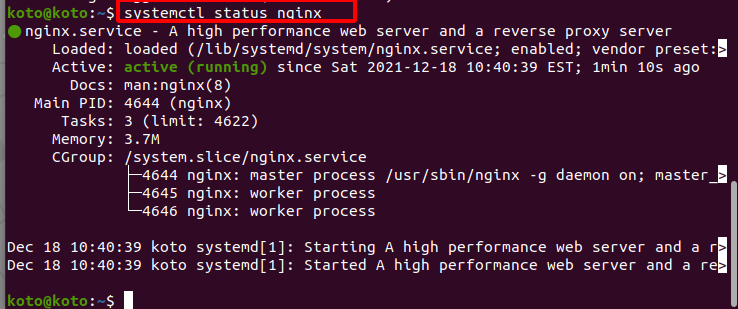 koto@koto:~$ systemctl status nginx
●nginx.service - A high performance web server and a reverse proxy server
Loaded: loaded (/lib/systemd/system/nginx.service; enabled; vendor preset:>
Active: active (running) since Sat 2021-12-18 10:40:39 EST; 1min 10s ago
Docs: man:nginx(8)
Main PID: 4644 (nginx)
Tasks: 3 (limit: 4622)
Memory: 3.7M
CGroup: /system.slice/nginx.service
├─4644 nginx: master process /usr/sbin/nginx -g daemon on; master_>
├─4645 nginx: worker process
└─4646 nginx: worker process
Dec 18 10:40:39 koto systemd[1]: Starting A high performance web server and a r>
Dec 18 10:40:39 koto systemd[1]: Started A high performance web server and a re>
koto@koto:~$